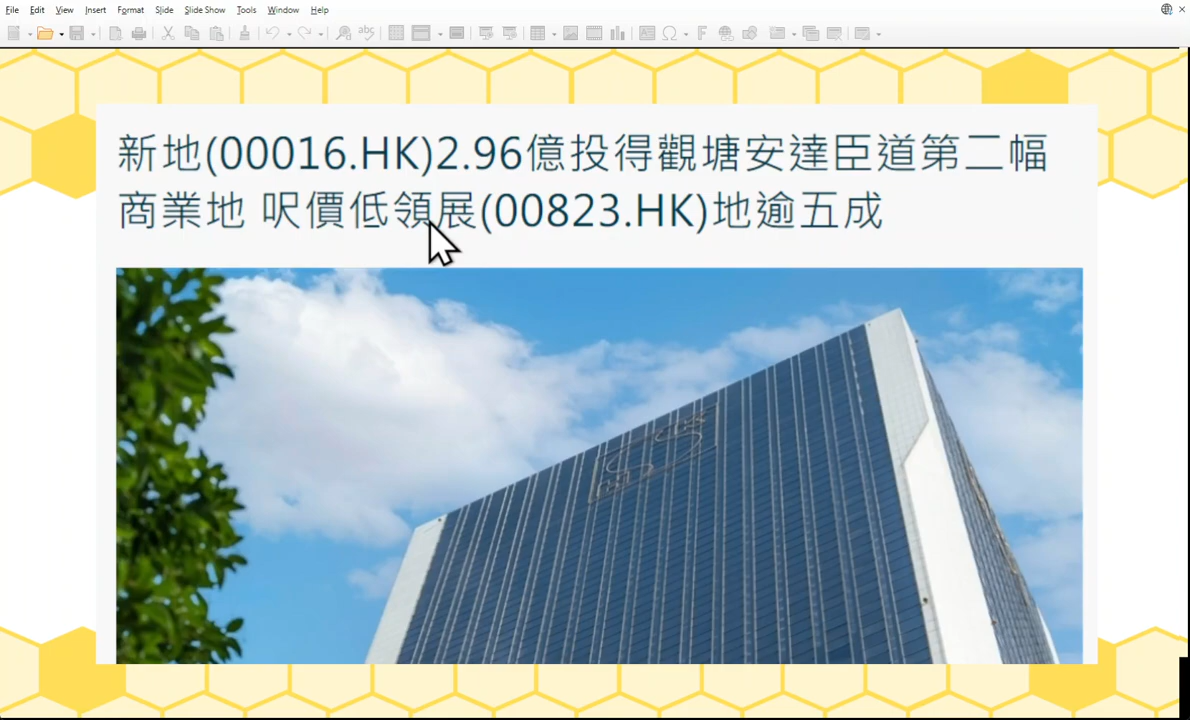 File Edit View Insert Format Slide Slide Show Tools Window Help
新地(00016.HK)2.96億投得觀塘安達臣道第二幅
商業地 呎價低領展(00823.HK)地逾五成